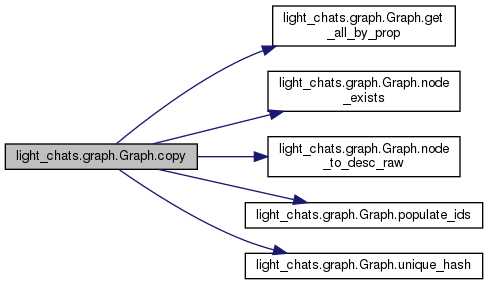 light_chats.graph.Graph.get
_all_by_prop
light_chats.graph.Graph.node
_exists
light_chats.graph.Graph.copy
light_chats.graph.Graph.node
_to_desc_raw
light_chats.graph.Graph.populate_ids
light_chats.graph.Graph.unique_hash